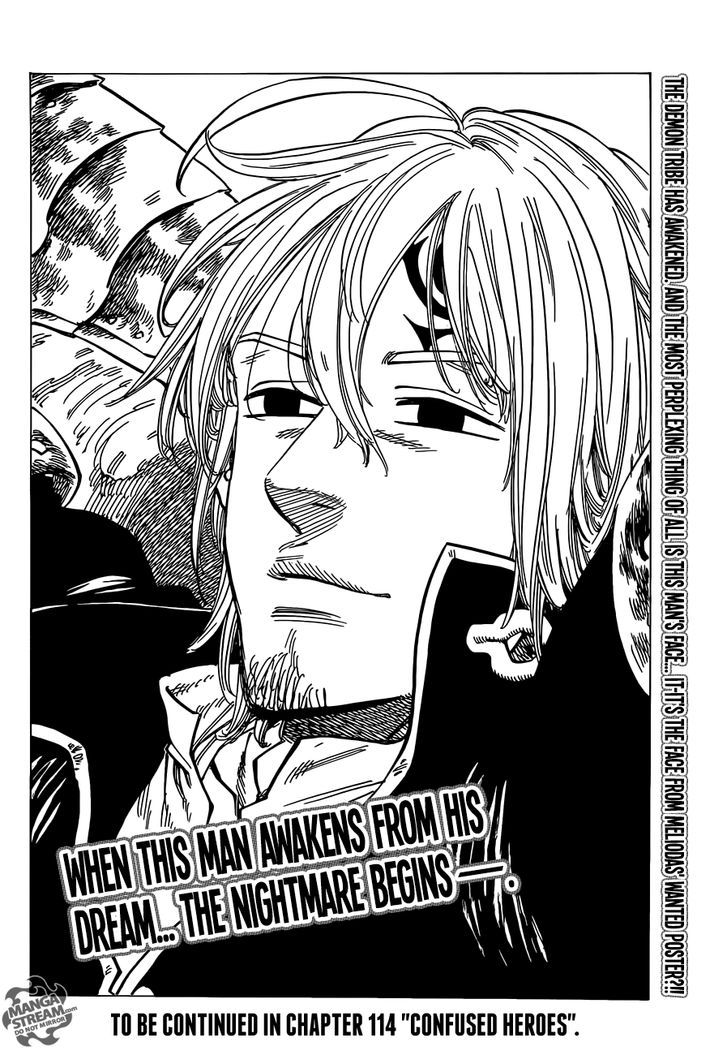 THE DEMON TRIBE HAS AWAKENED, AND THE MOST PERPLEXING THING OF ALL IS THIS MAN'S FACE... IT-IT'S THE FACE FROM MELIODAS' WANTED POSTER?!!
WHEN THIS MAN AWAKENS FROM HIS
DREAM... THE NIGHTMARE BEGINS —.
MANGA
STREAM.com
DO NOT MIRROR
TO BE CONTINUED IN CHAPTER 114 "CONFUSED HEROES".